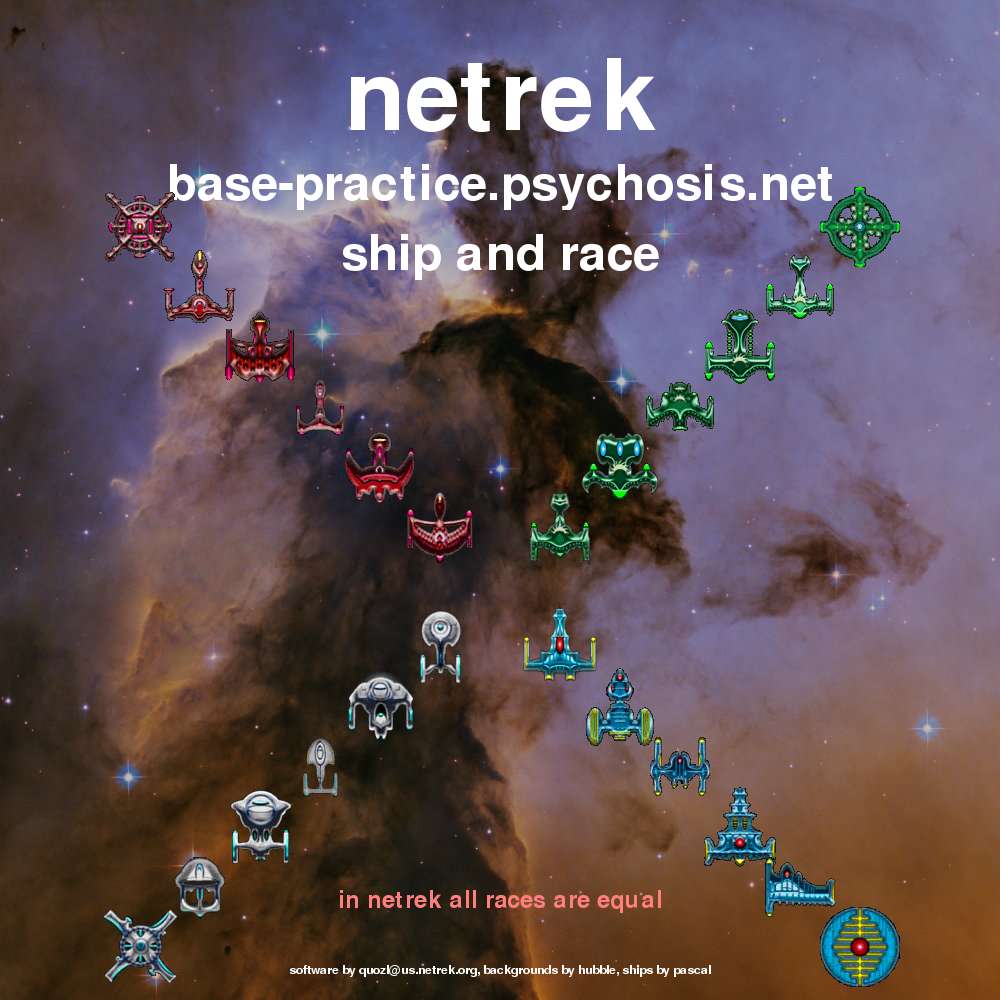 netrek
base-practice.psychosis.net
ship and race
in netrek all races are equal
software by quozl@us.netrek.org, backgrounds by hubble, ships by pascal